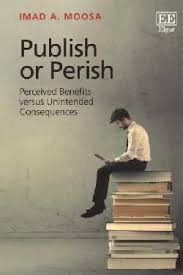 IMAD A. MOOSA
EE
Elgar
Publish
or Perish
Perceived Benefits
versus Unintended
Consequences